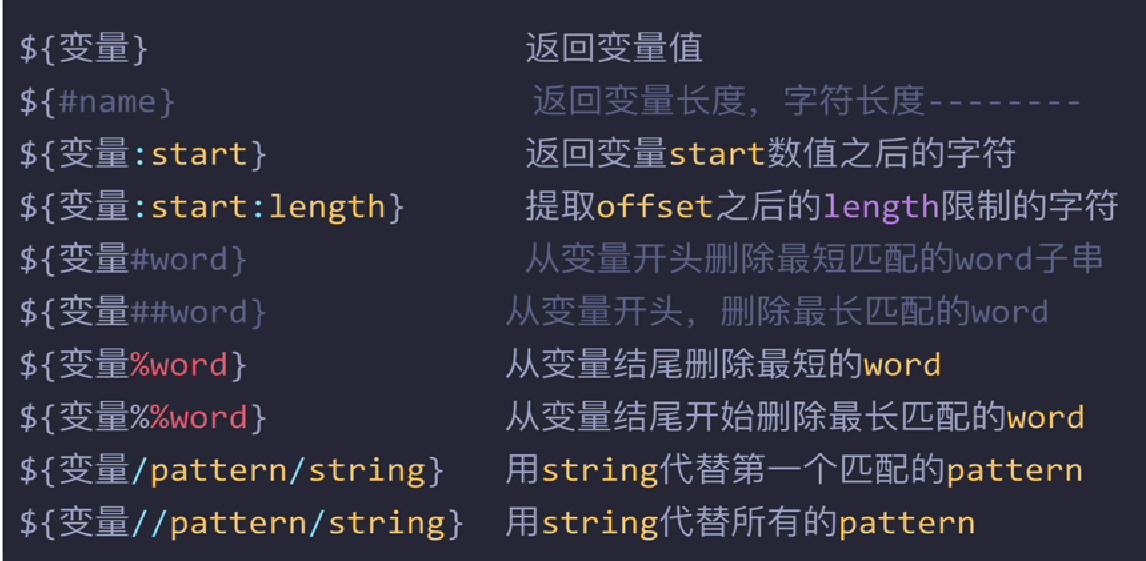 ${变量} 返回变量值
${#name} 返回变量长度，字符长度--------
${变量:start} 返回变量start数值之后的字符
${变量:start:length} 提取offset之后的length限制的字符
${变量#word} 从变量开头删除最短匹配的word子串
${变量##word} 从变量开头，删除最长匹配的word
${变量%word} 从变量结尾删除最短的word
${变量%%word} 从变量结尾开始删除最长匹配的word
${变量/pattern/string} 用string代替第一个匹配的pattern
${变量//pattern/string} 用string代替所有的pattern